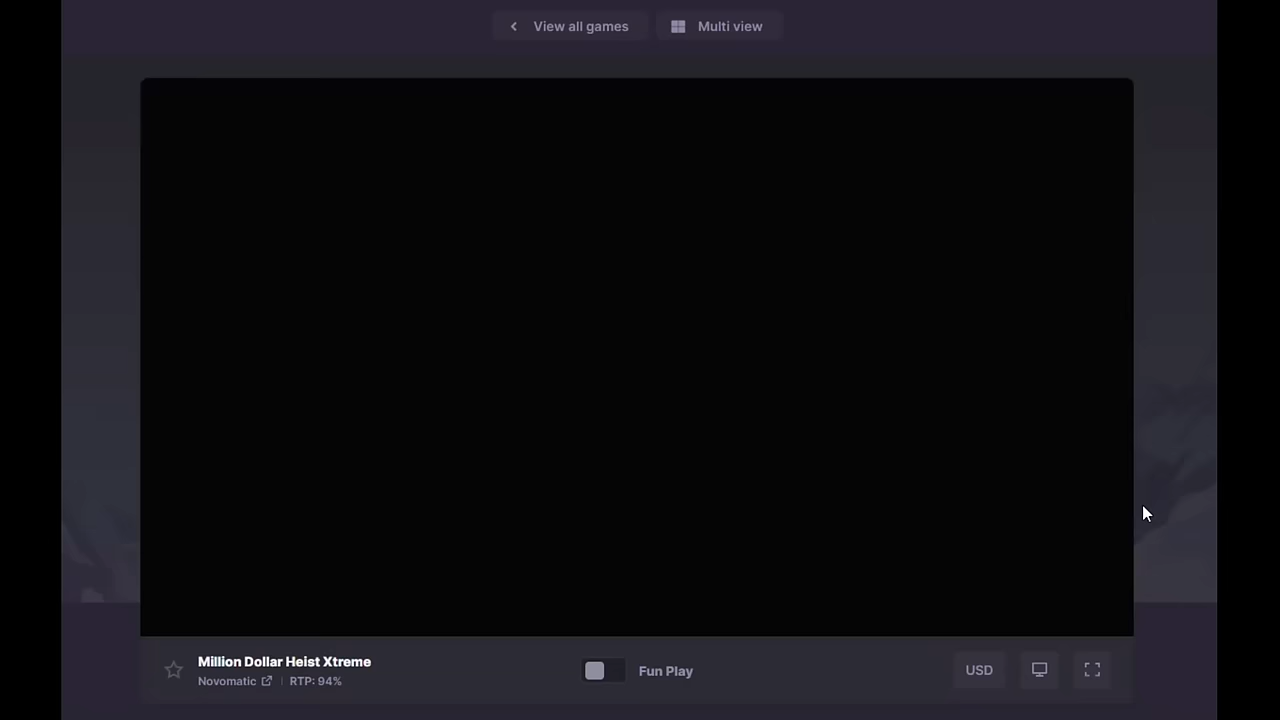 View all games
Multi view
Million Dollar Heist Xtreme
Novomatic
RTP: 94%
Fun Play
USD